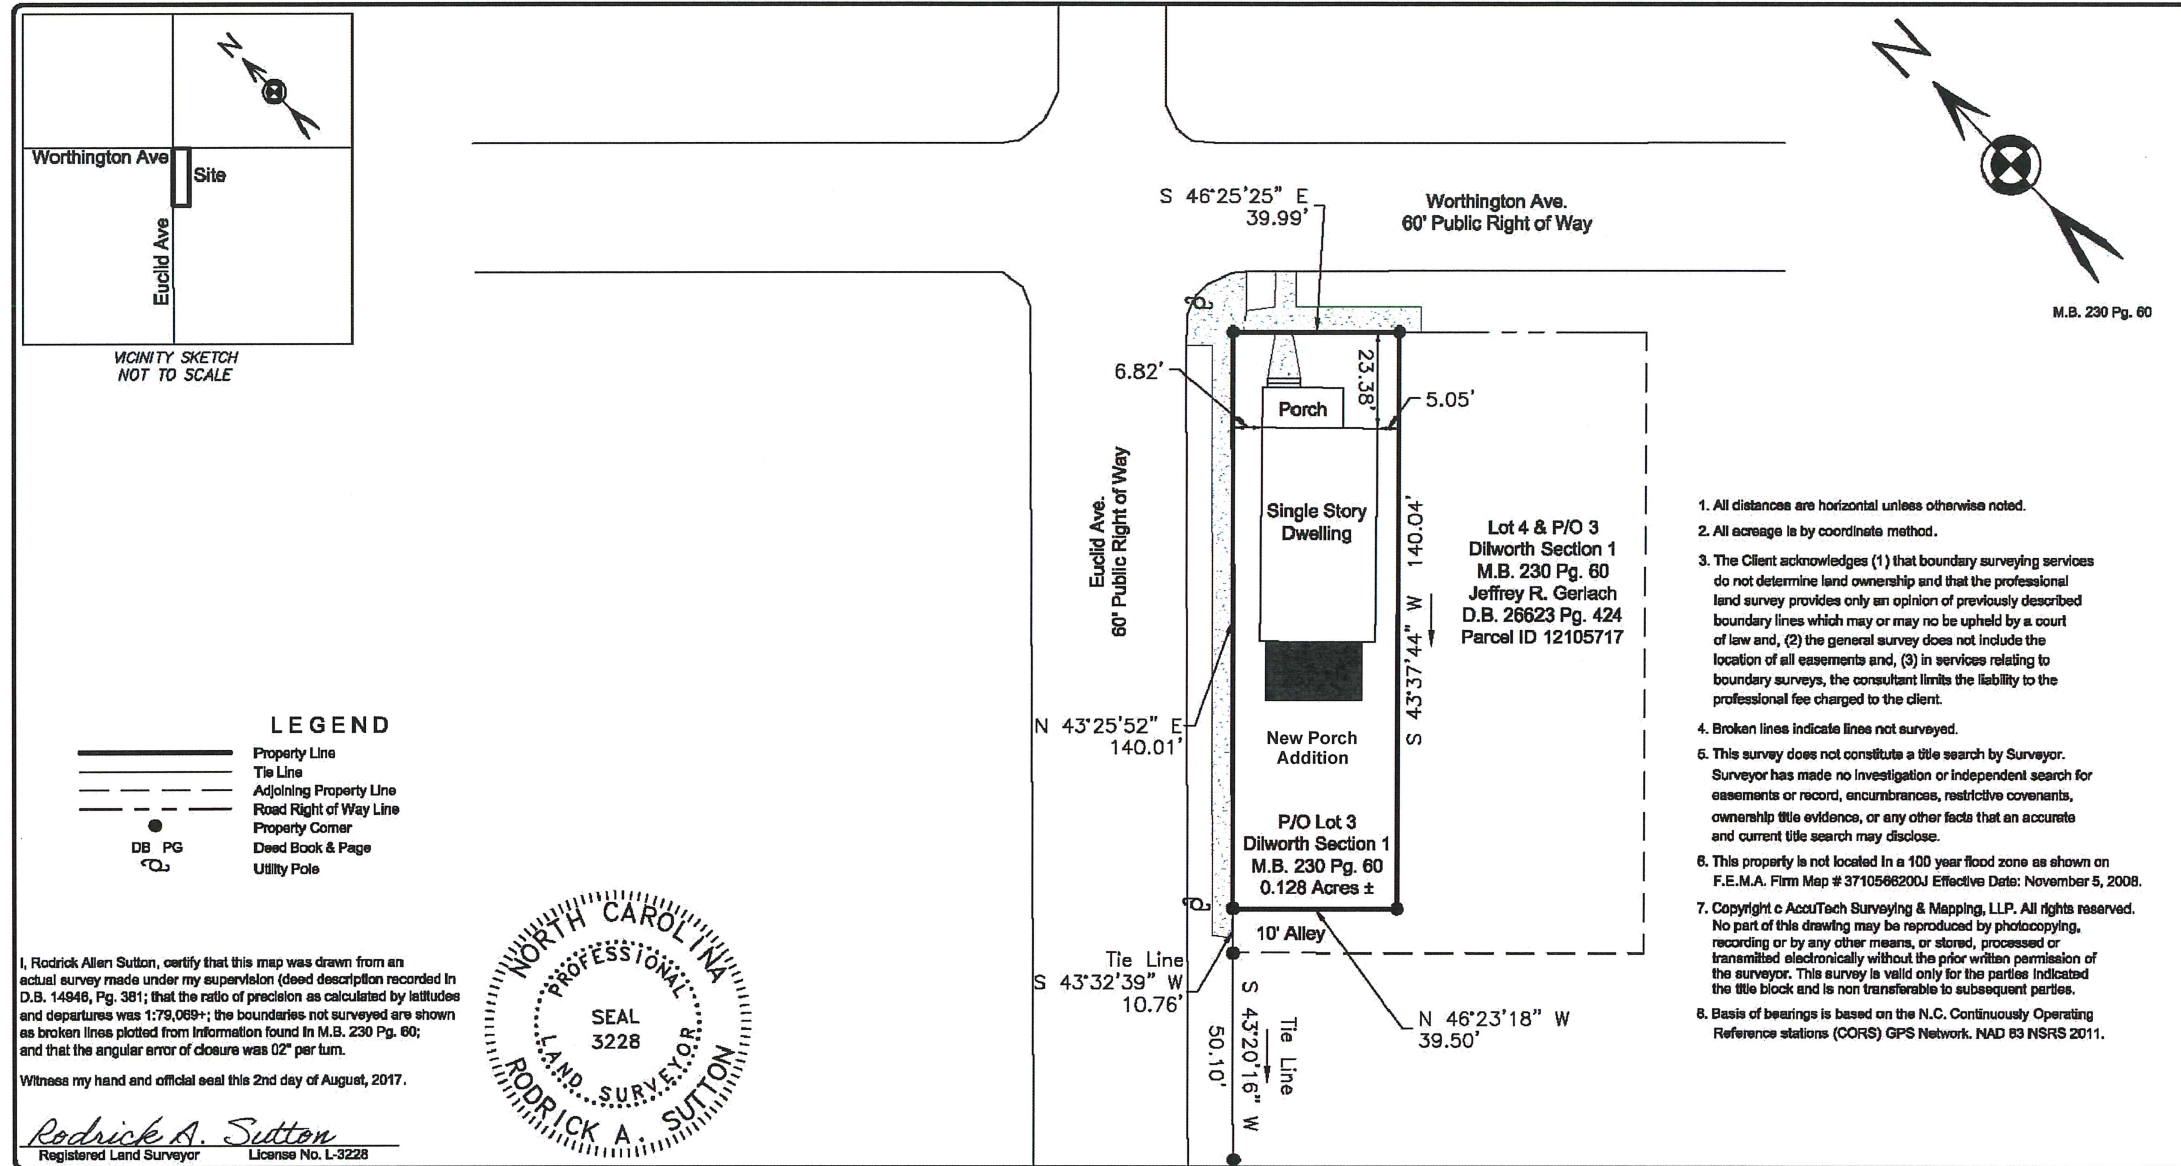 N
Worthington Ave
Site
Euclid Ave
VICINITY SKETCH
NOT TO SCALE
S 46°25'25" E
39.99'
Worthington Ave.
60' Public Right of Way
N
M.B. 230 Pg. 60
6.82'
23.38'
5.05'
Porch
Euclid Ave.
60' Public Right of Way
Single Story
Dwelling
S 43°37'44" W 140.04'
Lot 4 & P/O 3
Dilworth Section 1
M.B. 230 Pg. 60
Jeffrey R. Gerlach
D.B. 26623 Pg. 424
Parcel ID 12105717
N 43°25'52" E
140.01'
New Porch
Addition
P/O Lot 3
Dilworth Section 1
M.B. 230 Pg. 60
0.128 Acres ±
10' Alley
Tie Line
S 43°32'39" W
10.76'
Tie Line
S 43°20'16" W
50.10'
N 46°23'18" W
39.50'
1. All distances are horizontal unless otherwise noted.
2. All acreage is by coordinate method.
3. The Client acknowledges (1) that boundary surveying services
do not determine land ownership and that the professional
land survey provides only an opinion of previously described
boundary lines which may or may no be upheld by a court
of law and, (2) the general survey does not include the
location of all easements and, (3) in services relating to
boundary surveys, the consultant limits the liability to the
professional fee charged to the client.
4. Broken lines indicate lines not surveyed.
5. This survey does not constitute a title search by Surveyor.
Surveyor has made no investigation or independent search for
easements or record, encumbrances, restrictive covenants,
ownership title evidence, or any other facts that an accurate
and current title search may disclose.
6. This property is not located in a 100 year flood zone as shown on
F.E.M.A. Firm Map # 3710566200J Effective Date: November 5, 2008.
7. Copyright c AccuTech Surveying & Mapping, LLP. All rights reserved.
No part of this drawing may be reproduced by photocopying,
recording or by any other means, or stored, processed or
transmitted electronically without the prior written permission of
the surveyor. This survey is valid only for the parties indicated
the title block and is non transferable to subsequent parties.
8. Basis of bearings is based on the N.C. Continuously Operating
Reference stations (CORS) GPS Network. NAD 83 NSRS 2011.
LEGEND
Property Line
Tie Line
Adjoining Property Line
Road Right of Way Line
Property Corner
DB PG Deed Book & Page
Utility Pole
I, Rodrick Allen Sutton, certify that this map was drawn from an
actual survey made under my supervision (deed description recorded in
D.B. 14946, Pg. 381; that the ratio of precision as calculated by latitudes
and departures was 1:79,069+; the boundaries not surveyed are shown
as broken lines plotted from information found in M.B. 230 Pg. 60;
and that the angular error of closure was 02" per turn.
Witness my hand and official seal this 2nd day of August, 2017.
Rodrick A. Sutton
Registered Land Surveyor License No. L-3228
NORTH CAROLINA
PROFESSIONAL
SEAL
3228
LAND SURVEYOR
RODRICK A. SUTTON